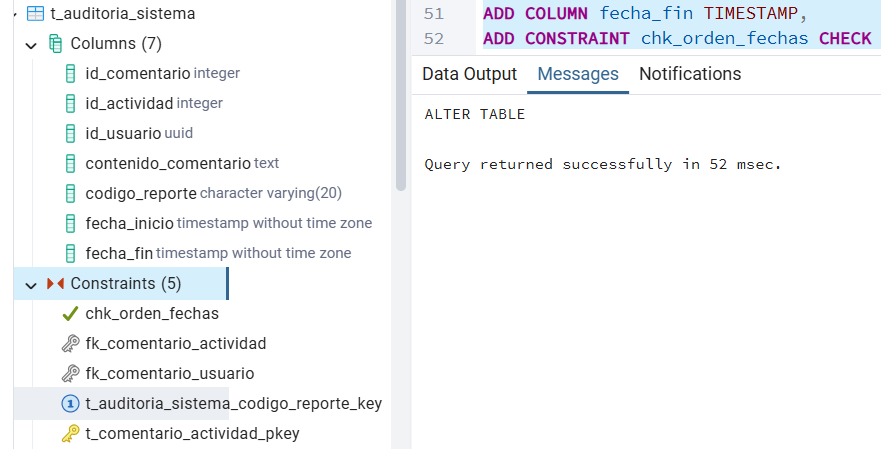 t_auditoria_sistema
Columns (7)
id_comentario integer
id_actividad integer
id_usuario uuid
contenido_comentario text
codigo_reporte character varying(20)
fecha_inicio timestamp without time zone
fecha_fin timestamp without time zone
Constraints (5)
chk_orden_fechas
fk_comentario_actividad
fk_comentario_usuario
1 t_auditoria_sistema_codigo_reporte_key
t_comentario_actividad_pkey
51 ADD COLUMN fecha_fin TIMESTAMP,
52 ADD CONSTRAINT chk_orden_fechas CHECK
Data Output Messages Notifications
ALTER TABLE
Query returned successfully in 52 msec.